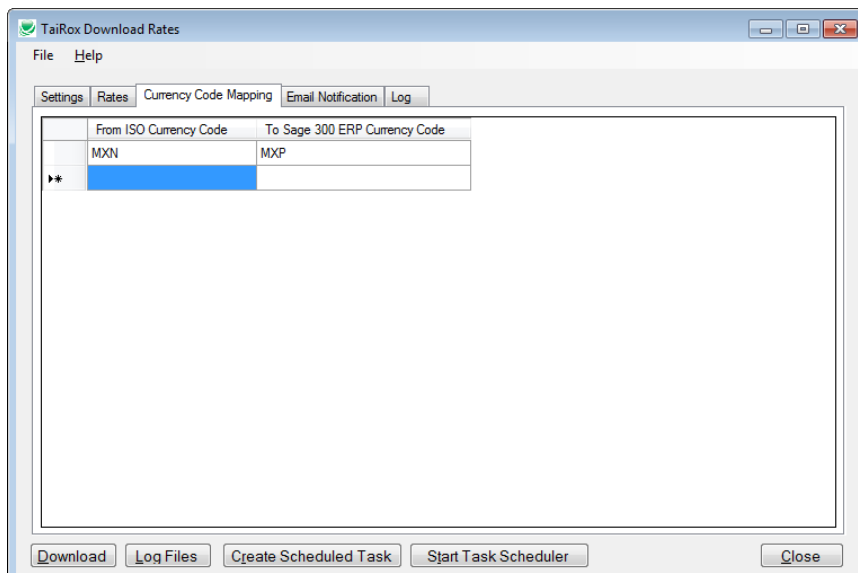 TaiRox Download Rates
File Help
Settings Rates Currency Code Mapping Email Notification Log
From ISO Currency Code To Sage 300 ERP Currency Code
MXN MXP
Download Log Files Create Scheduled Task Start Task Scheduler Close